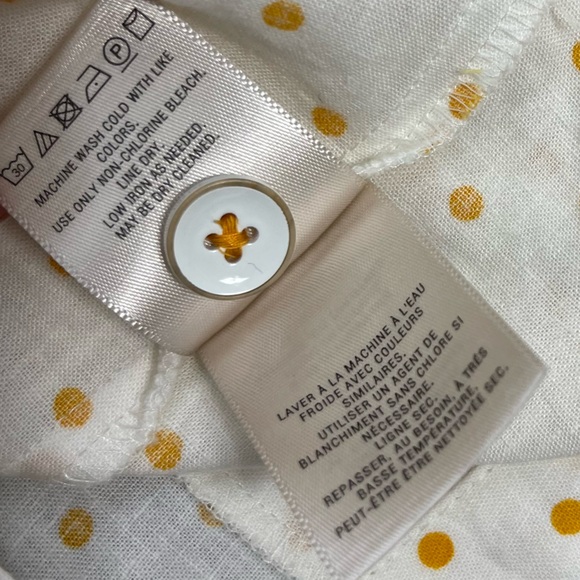 30
P
MACHINE WASH COLD WITH LIKE
COLORS.
USE ONLY NON-CHLORINE BLEACH.
LINE DRY.
LOW IRON AS NEEDED.
MAY BE DRY CLEANED.
LAVER À LA MACHINE À L'EAU
FROIDE AVEC COULEURS
SIMILAIRES.
UTILISER UN AGENT DE
BLANCHIMENT SANS CHLORE SI
NÉCESSAIRE.
LIGNE SEC.
REPASSER, AU BESOIN, À TRÉS
BASSE TEMPÉRATURE.
PEUT-ÊTRE ÊTRE NETTOYÉE SEC.